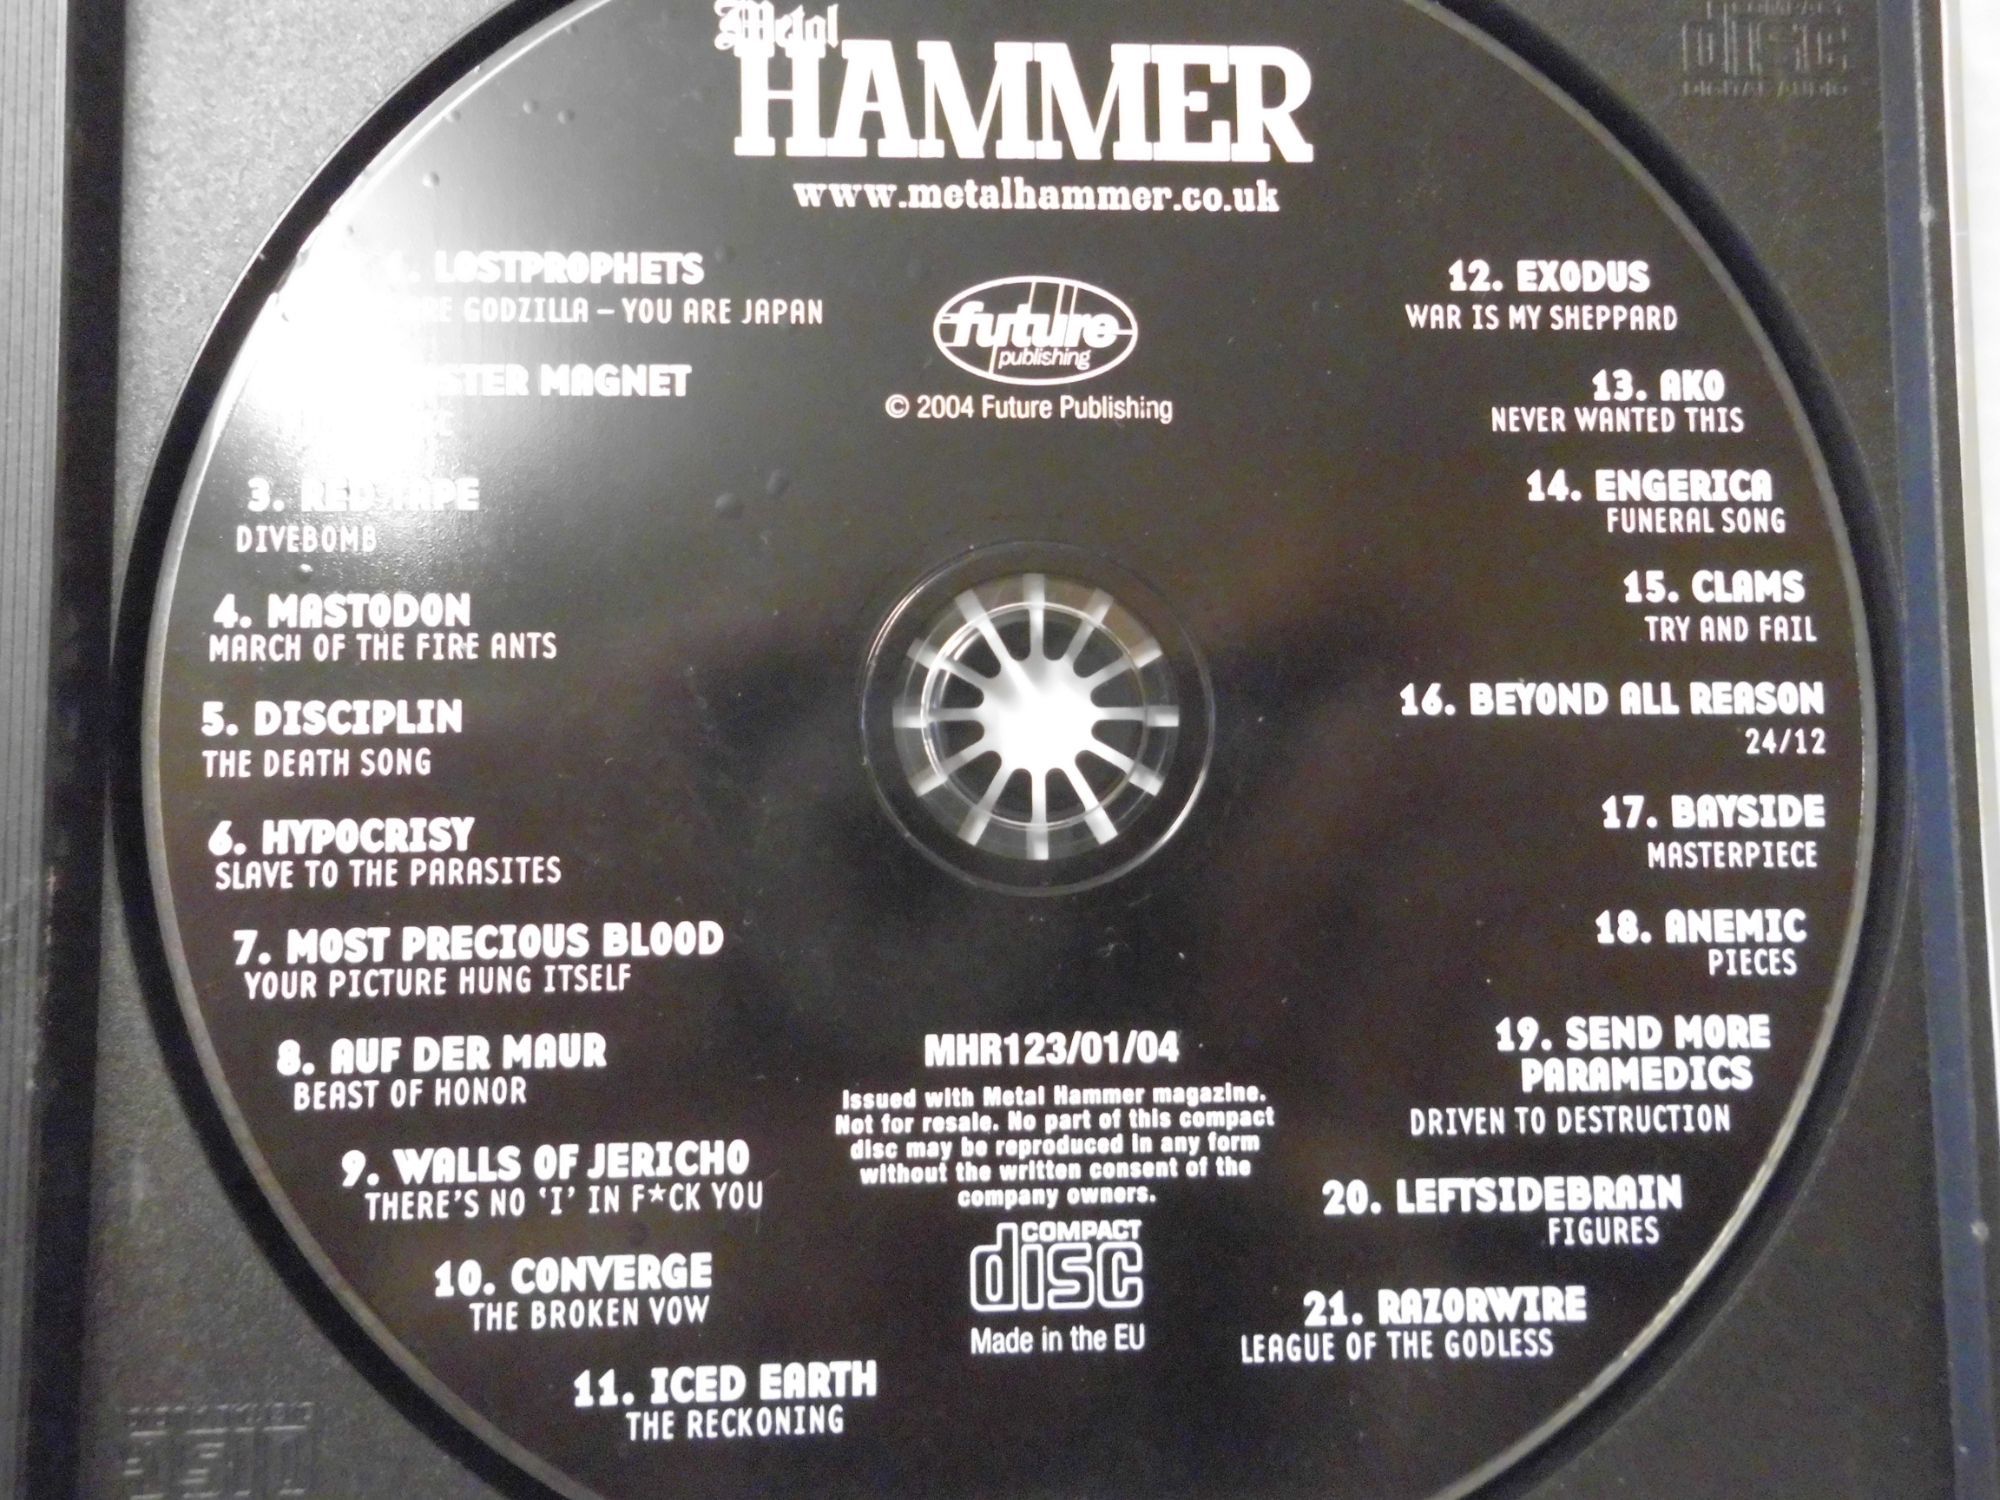 Metal
HAMMER
www.metalhammer.co.uk
1. LOSTPROPHETS
GODZILLA – YOU ARE JAPAN
MAGNET
3. RED TAPE
DIVEBOMB
4. MASTODON
MARCH OF THE FIRE ANTS
5. DISCIPLIN
THE DEATH SONG
6. HYPOCRISY
SLAVE TO THE PARASITES
7. MOST PRECIOUS BLOOD
YOUR PICTURE HUNG ITSELF
8. AUF DER MAUR
BEAST OF HONOR
9. WALLS OF JERICHO
THERE'S NO 'I' IN F*CK YOU
10. CONVERGE
THE BROKEN VOW
11. ICED EARTH
THE RECKONING
future
publishing
© 2004 Future Publishing
MHR123/01/04
Issued with Metal Hammer magazine.
Not for resale. No part of this compact
disc may be reproduced in any form
without the written consent of the
company owners.
COMPACT
disc
Made in the EU
12. EXODUS
WAR IS MY SHEPPARD
13. AKO
NEVER WANTED THIS
14. ENGERICA
FUNERAL SONG
15. CLAMS
TRY AND FAIL
16. BEYOND ALL REASON
24/12
17. BAYSIDE
MASTERPIECE
18. ANEMIC
PIECES
19. SEND MORE
PARAMEDICS
DRIVEN TO DESTRUCTION
20. LEFTSIDEBRAIN
FIGURES
21. RAZORWIRE
LEAGUE OF THE GODLESS
COMPACT
disc
DIGITAL AUDIO